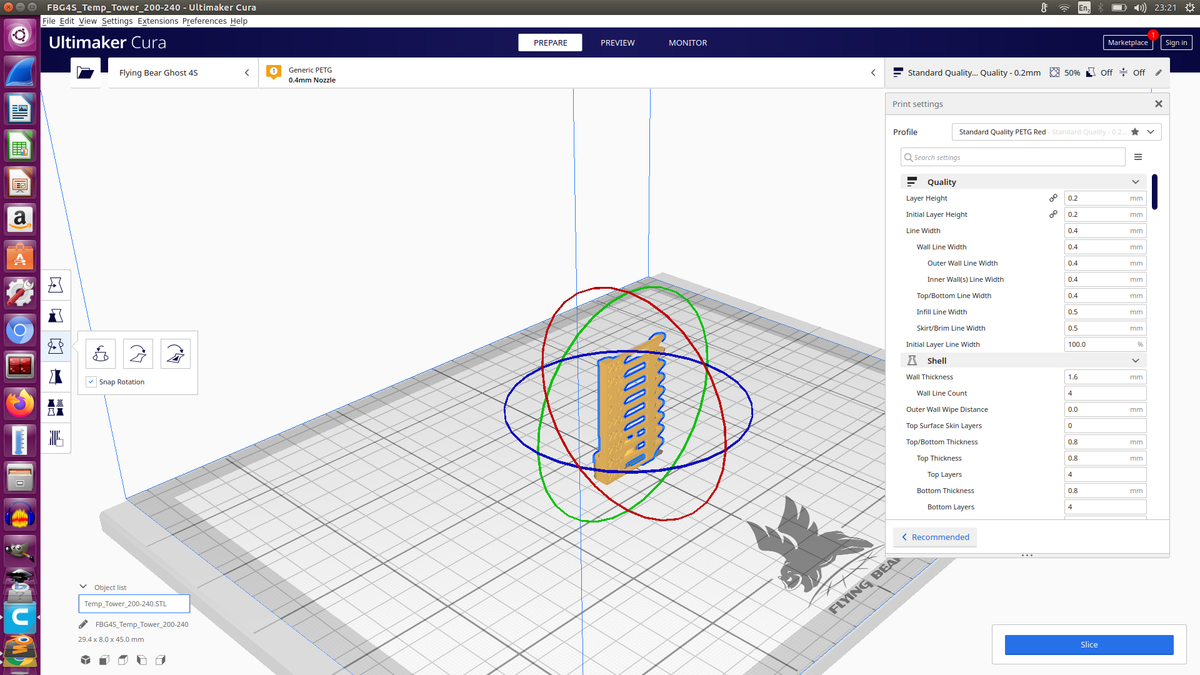 FBG4S_Temp_Tower_200-240 - Ultimaker Cura
En
23:21
File Edit View Settings Extensions Preferences Help
Ultimaker Cura
PREPARE
PREVIEW
MONITOR
Marketplace
1
Sign in
Flying Bear Ghost 4S
Generic PETG
0.4mm Nozzle
Standard Quality... Quality - 0.2mm
50%
Off
Off
Print settings
Profile
Standard Quality PETG Red - Standard Quality - 0.2...
Search settings
Quality
Layer Height 0.2 mm
Initial Layer Height 0.2 mm
Line Width 0.4 mm
Wall Line Width 0.4 mm
Outer Wall Line Width 0.4 mm
Inner Wall(s) Line Width 0.4 mm
Top/Bottom Line Width 0.4 mm
Infill Line Width 0.5 mm
Skirt/Brim Line Width 0.5 mm
Initial Layer Line Width 100.0 %
Shell
Wall Thickness 1.6 mm
Wall Line Count 4
Outer Wall Wipe Distance 0.0 mm
Top Surface Skin Layers 0
Top/Bottom Thickness 0.8 mm
Top Thickness 0.8 mm
Top Layers 4
Bottom Thickness 0.8 mm
Bottom Layers 4
Recommended
Snap Rotation
a
A
FLYING BEAR
Object list
Temp_Tower_200-240.STL
FBG4S_Temp_Tower_200-240
29.4 x 8.0 x 45.0 mm
Slice